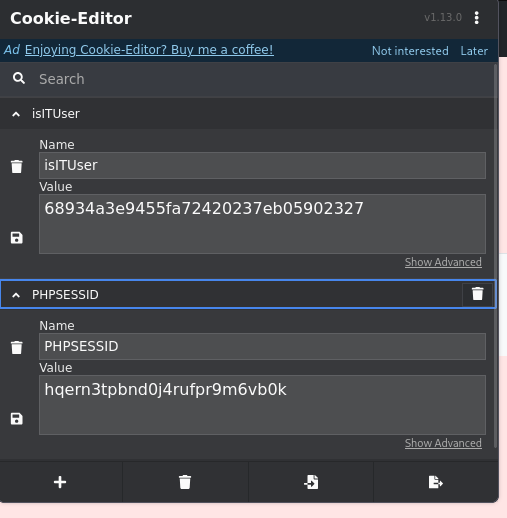 Cookie-Editor
v1.13.0
Ad Enjoying Cookie-Editor? Buy me a coffee! Not interested Later
Search
isITUser
Name
isITUser
Value
68934a3e9455fa72420237eb05902327
Show Advanced
PHPSESSID
Name
PHPSESSID
Value
hqern3tpbnd0j4rufpr9m6vb0k
Show Advanced